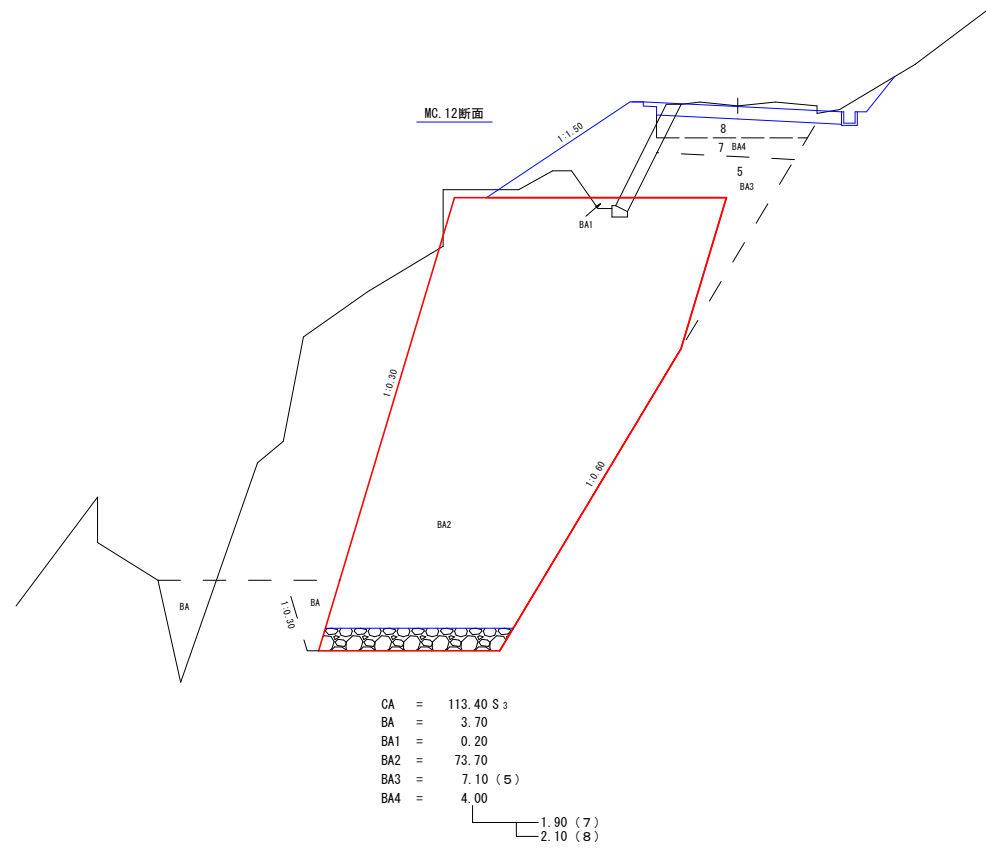 MC.12断面
1:1.50
8
7 BA4
5
BA3
BA1
1:0.30
1:0.60
BA2
BA
BA
1:0.30
CA = 113.40 S₃
BA = 3.70
BA1 = 0.20
BA2 = 73.70
BA3 = 7.10 (5)
BA4 = 4.00
1.90 (7)
2.10 (8)